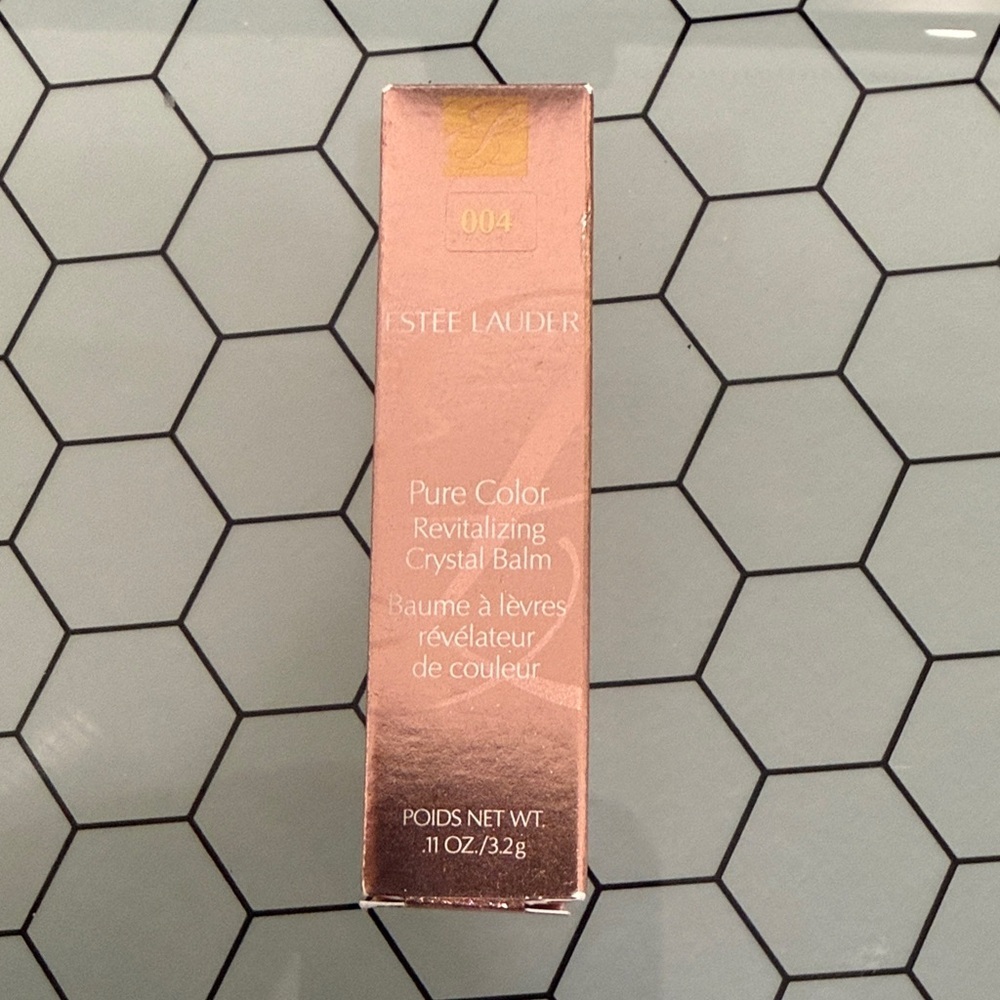 004
ESTĒE LAUDER
Pure Color
Revitalizing
Crystal Balm
Baume à lèvres
révélateur
de couleur
POIDS NET WT.
.11 OZ./3.2g